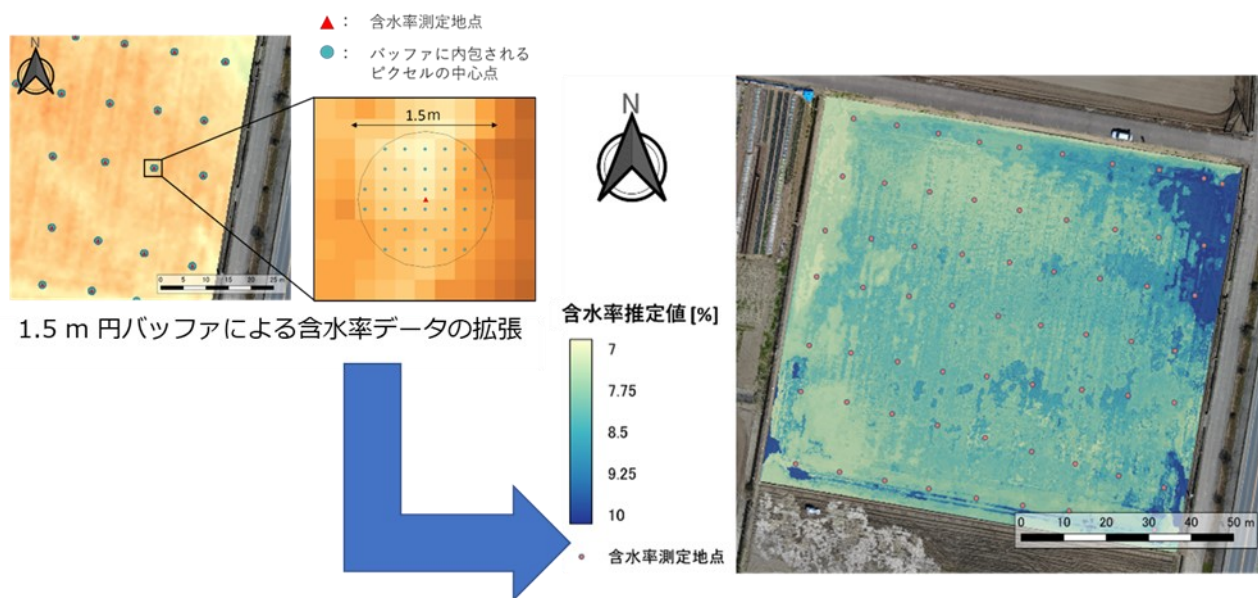 ▲ : 含水率測定地点
● : バッファに内包される
ピクセルの中心点
N
1.5 m
0 5 10 15 20 25 m
1.5 m 円バッファによる含水率データの拡張
N
含水率推定値 [%]
7
7.75
8.5
9.25
10
含水率測定地点
0 10 20 30 40 50 m